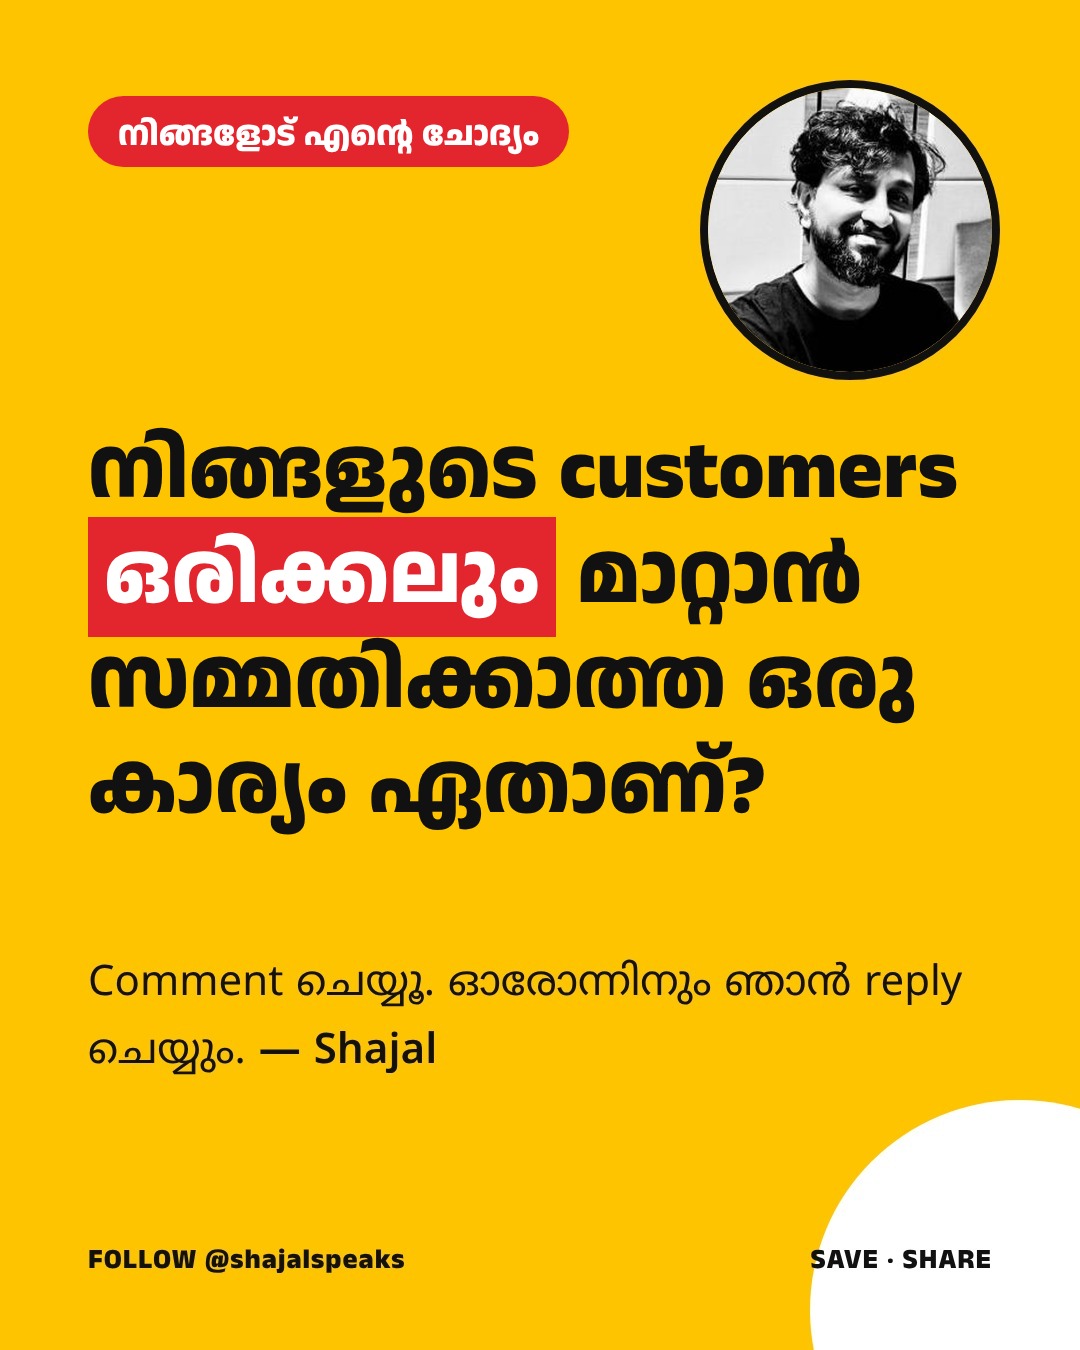 നിങ്ങളോട് എന്റെ ചോദ്യം
നിങ്ങളുടെ customers
ഒരിക്കലും മാറ്റാൻ
സമ്മതിക്കാത്ത ഒരു
കാര്യം ഏതാണ്?
Comment ചെയ്യൂ. ഓരോന്നിനും ഞാൻ reply
ചെയ്യും. — Shajal
FOLLOW @shajalspeaks
SAVE · SHARE